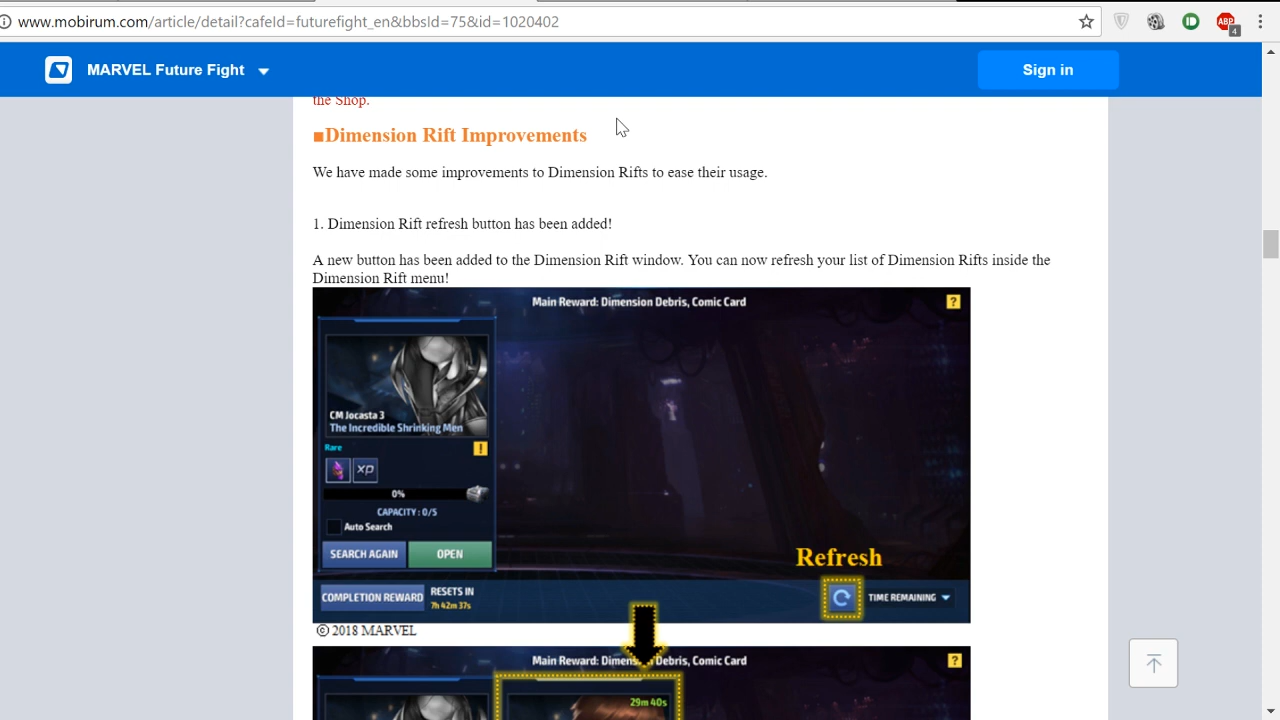 www.mobirum.com/article/detail?cafeId=futurefight_en&bbsId=75&id=1020402
ABP
4
MARVEL Future Fight
Sign in
the Shop.
■Dimension Rift Improvements
We have made some improvements to Dimension Rifts to ease their usage.
1. Dimension Rift refresh button has been added!
A new button has been added to the Dimension Rift window. You can now refresh your list of Dimension Rifts inside the
Dimension Rift menu!
Main Reward: Dimension Debris, Comic Card
?
CM Jocasta 3
The Incredible Shrinking Men
Rare
!
XP
0%
CAPACITY : 0/5
Auto Search
SEARCH AGAIN
OPEN
Refresh
COMPLETION REWARD
RESETS IN
7h 42m 37s
TIME REMAINING
© 2018 MARVEL
Main Reward: Dimens Debris, Comic Card
?
29m 40s